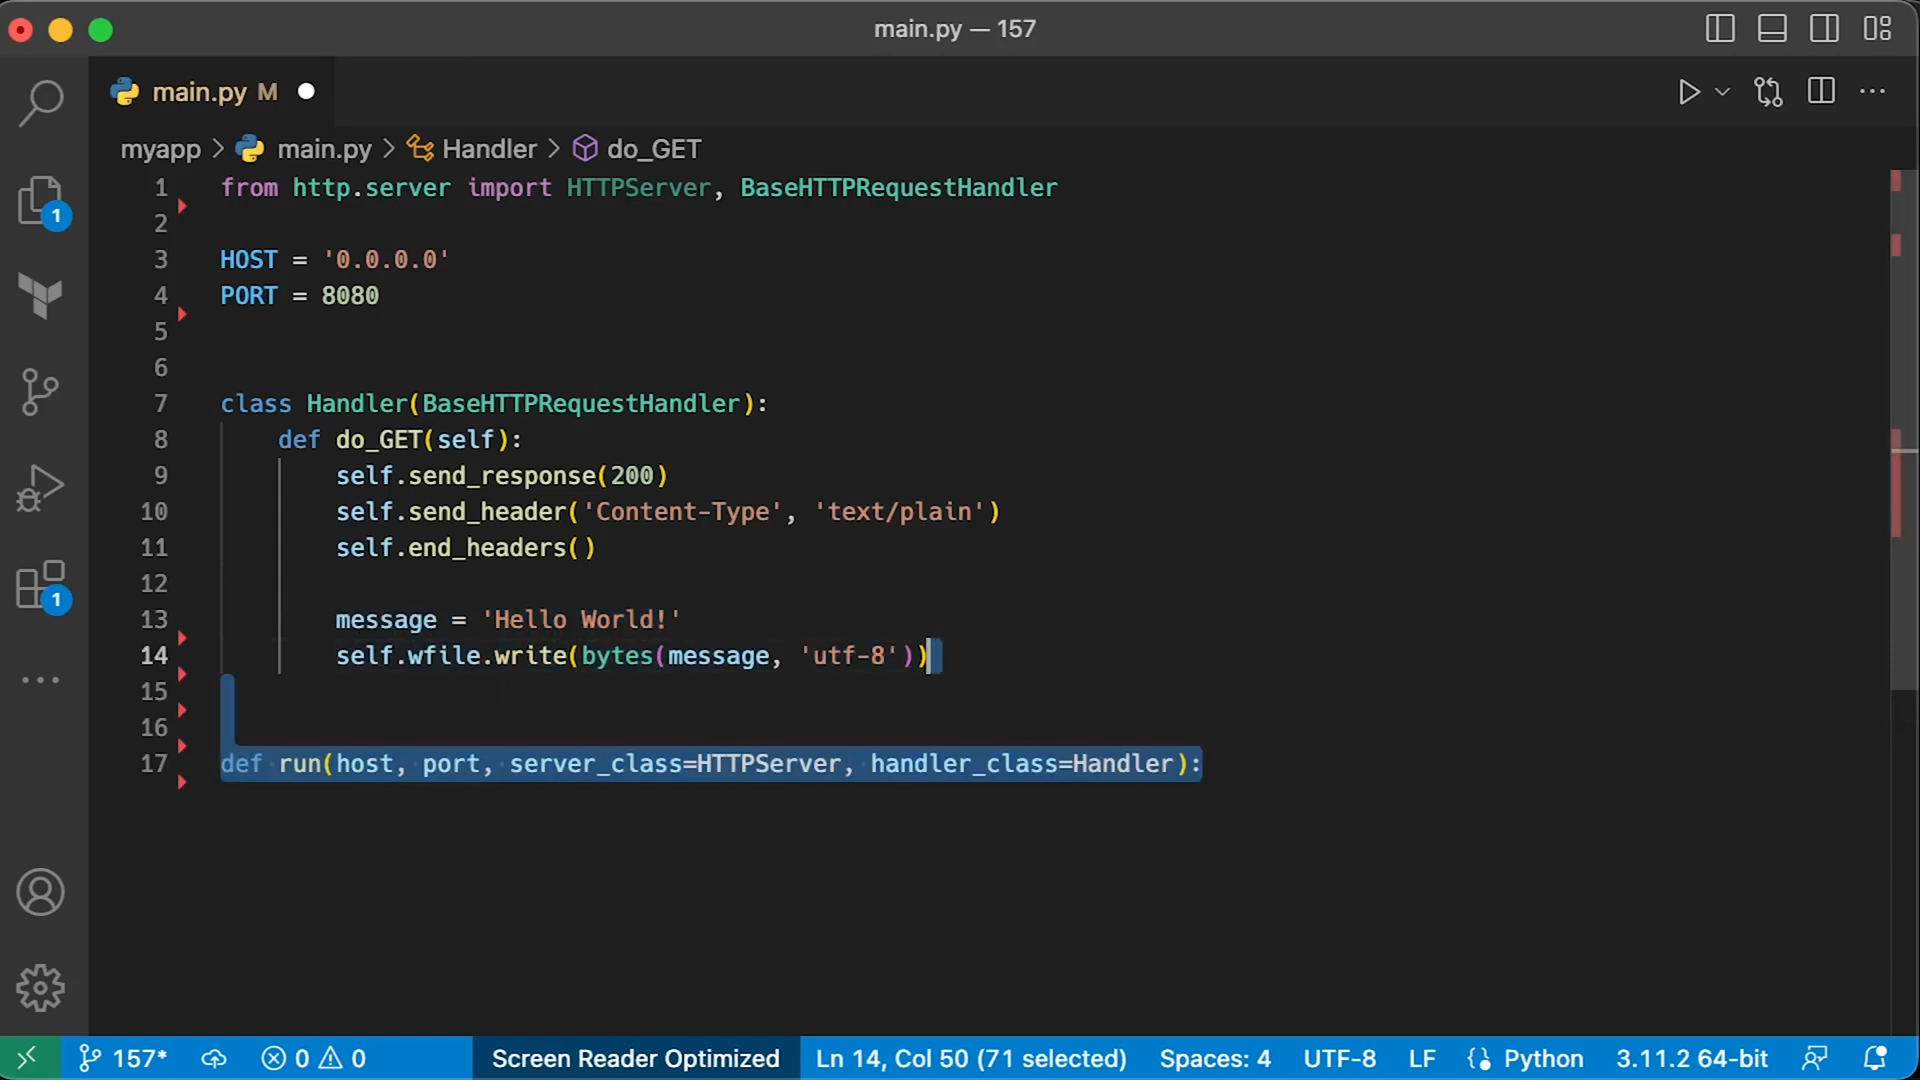 main.py — 157
main.py M
myapp > main.py > Handler > do_GET
1 from http.server import HTTPServer, BaseHTTPRequestHandler
2
3 HOST = '0.0.0.0'
4 PORT = 8080
5
6
7 class Handler(BaseHTTPRequestHandler):
8 def do_GET(self):
9 self.send_response(200)
10 self.send_header('Content-Type', 'text/plain')
11 self.end_headers()
12
13 message = 'Hello World!'
14 self.wfile.write(bytes(message, 'utf-8'))
15
16
17 def run(host, port, server_class=HTTPServer, handler_class=Handler):
1
1
157* 0 0 Screen Reader Optimized Ln 14, Col 50 (71 selected) Spaces: 4 UTF-8 LF Python 3.11.2 64-bit